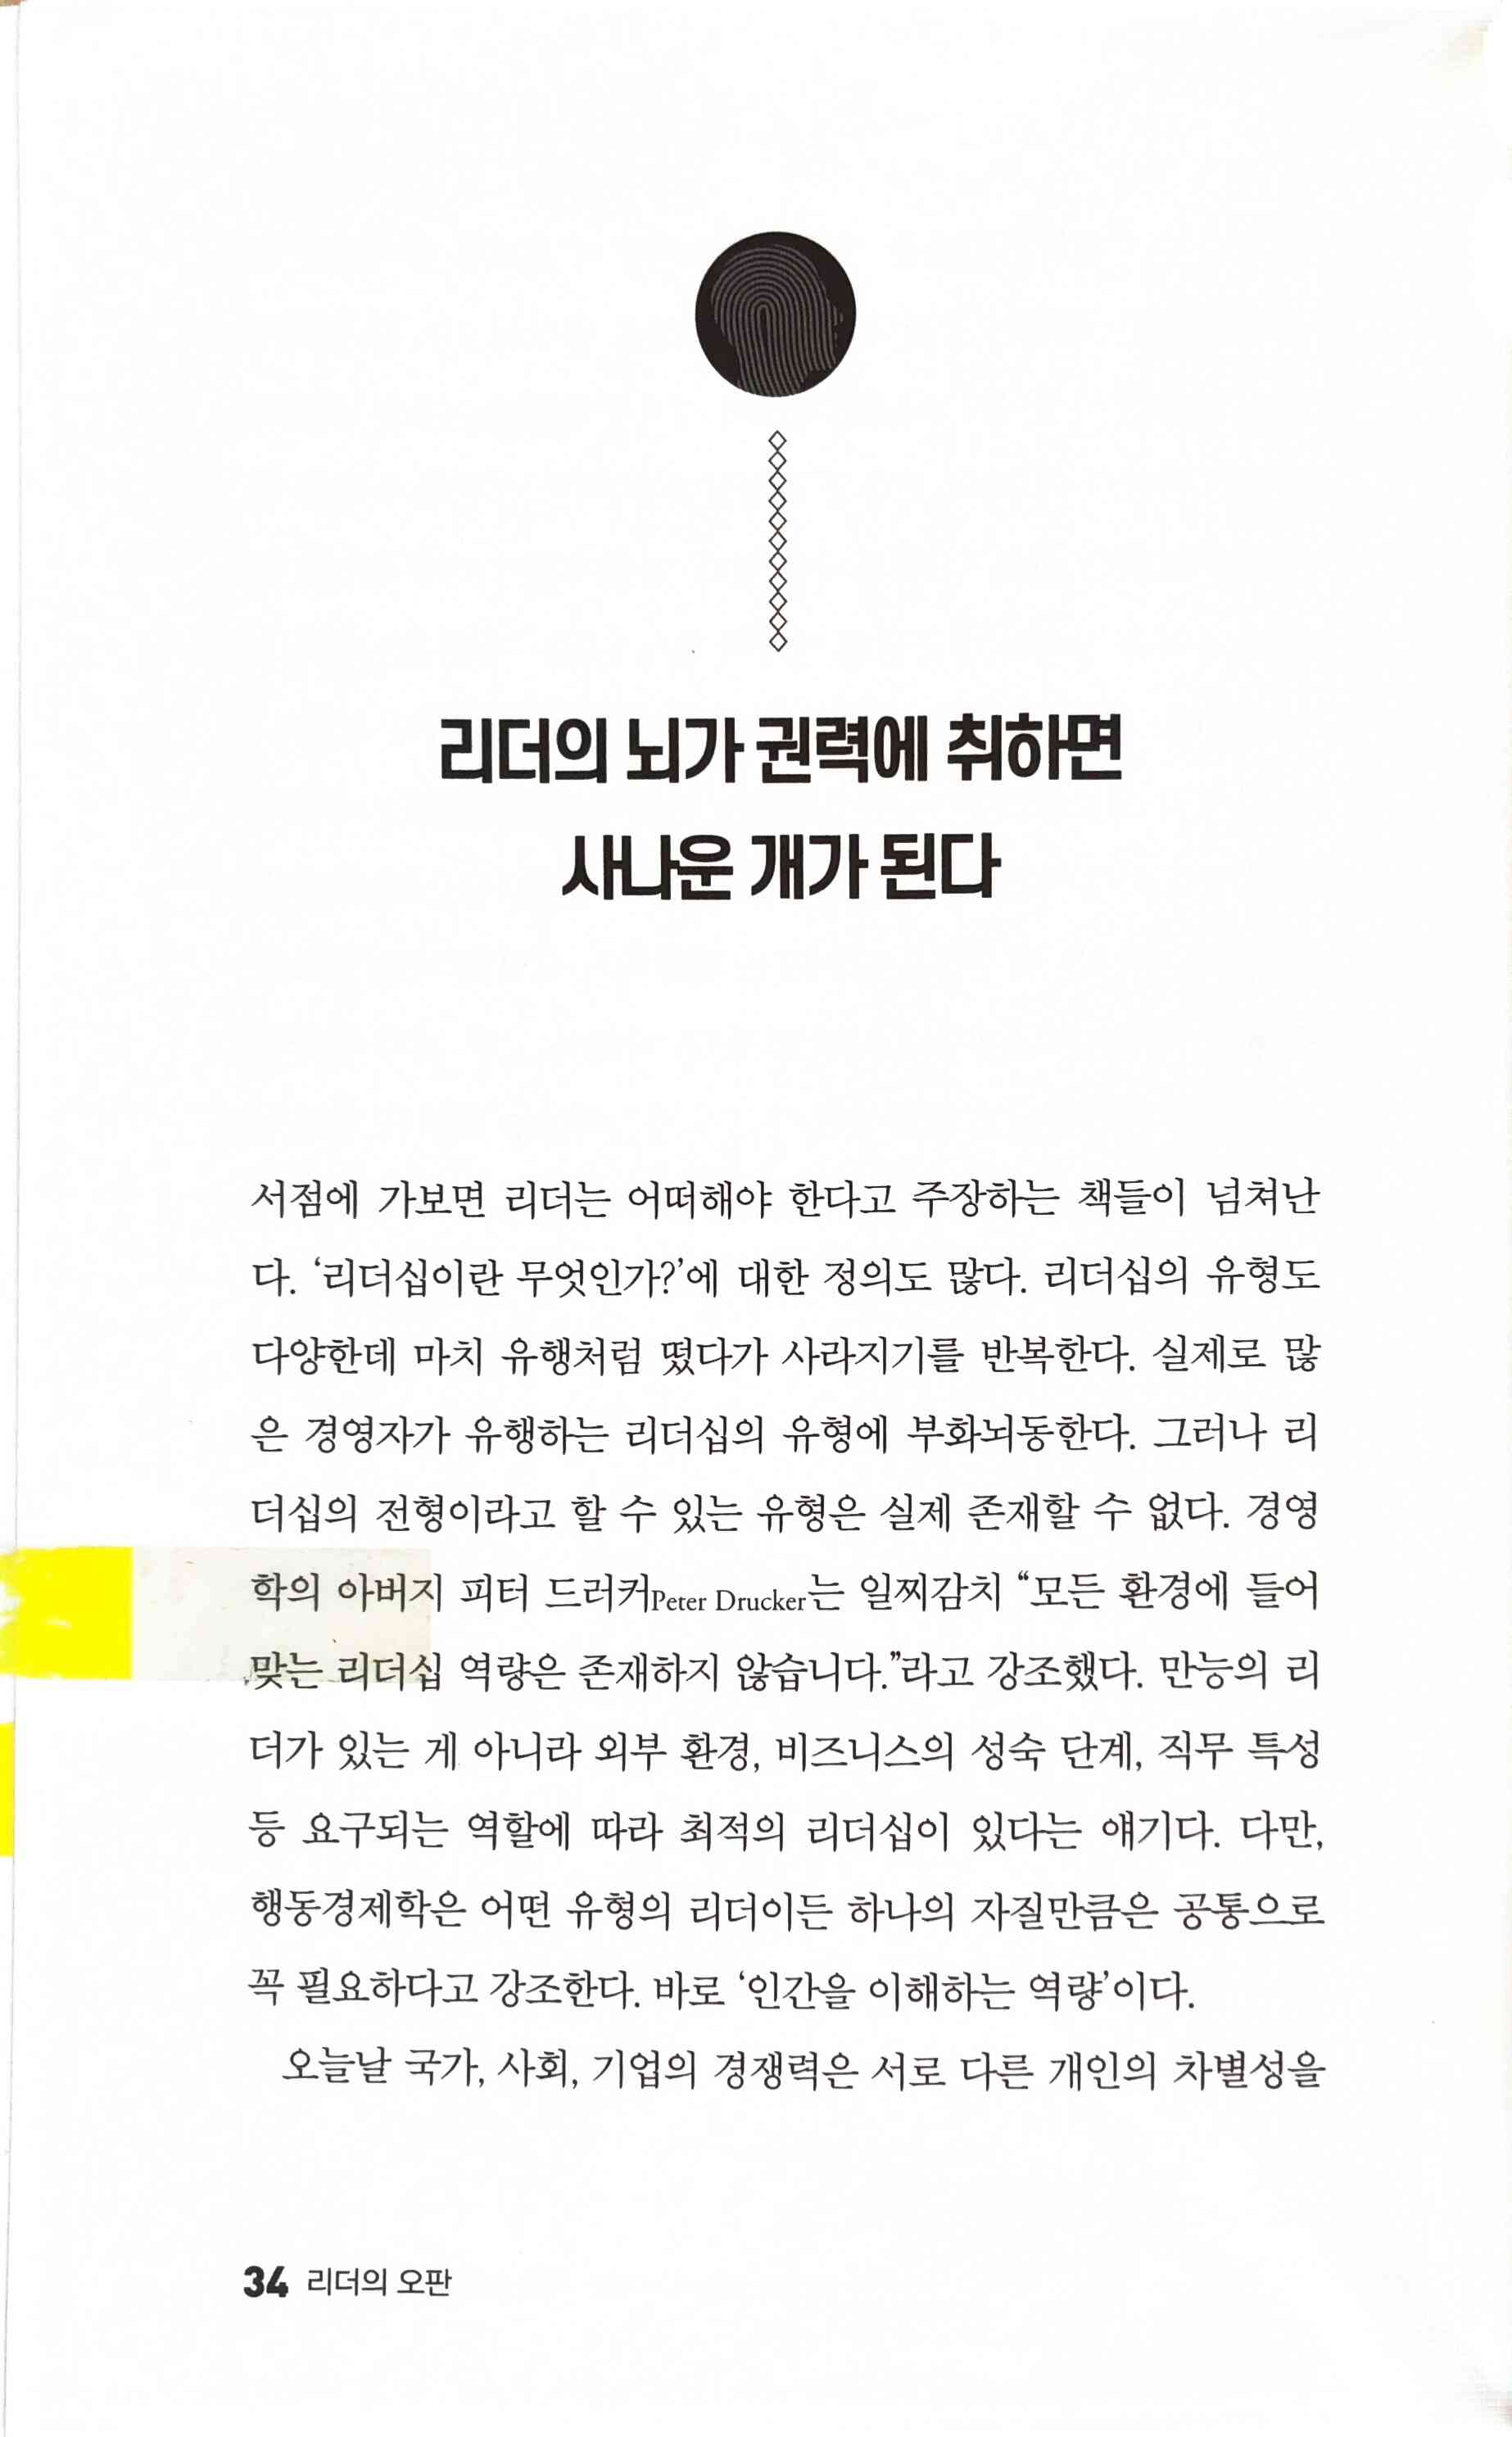 리더의 뇌가 권력에 취하면
사나운 개가 된다
서점에 가보면 리더는 어떠해야 한다고 주장하는 책들이 넘쳐난
다. ‘리더십이란 무엇인가?’에 대한 정의도 많다. 리더십의 유형도
다양한데 마치 유행처럼 떴다가 사라지기를 반복한다. 실제로 많
은 경영자가 유행하는 리더십의 유형에 부화뇌동한다. 그러나 리
더십의 전형이라고 할 수 있는 유형은 실제 존재할 수 없다. 경영
학의 아버지 피터 드러커Peter Drucker는 일찌감치 “모든 환경에 들어
맞는 리더십 역량은 존재하지 않습니다.”라고 강조했다. 만능의 리
더가 있는 게 아니라 외부 환경, 비즈니스의 성숙 단계, 직무 특성
등 요구되는 역할에 따라 최적의 리더십이 있다는 얘기다. 다만,
행동경제학은 어떤 유형의 리더이든 하나의 자질만큼은 공통으로
꼭 필요하다고 강조한다. 바로 ‘인간을 이해하는 역량’이다.
오늘날 국가, 사회, 기업의 경쟁력은 서로 다른 개인의 차별성을
34 리더의 오판